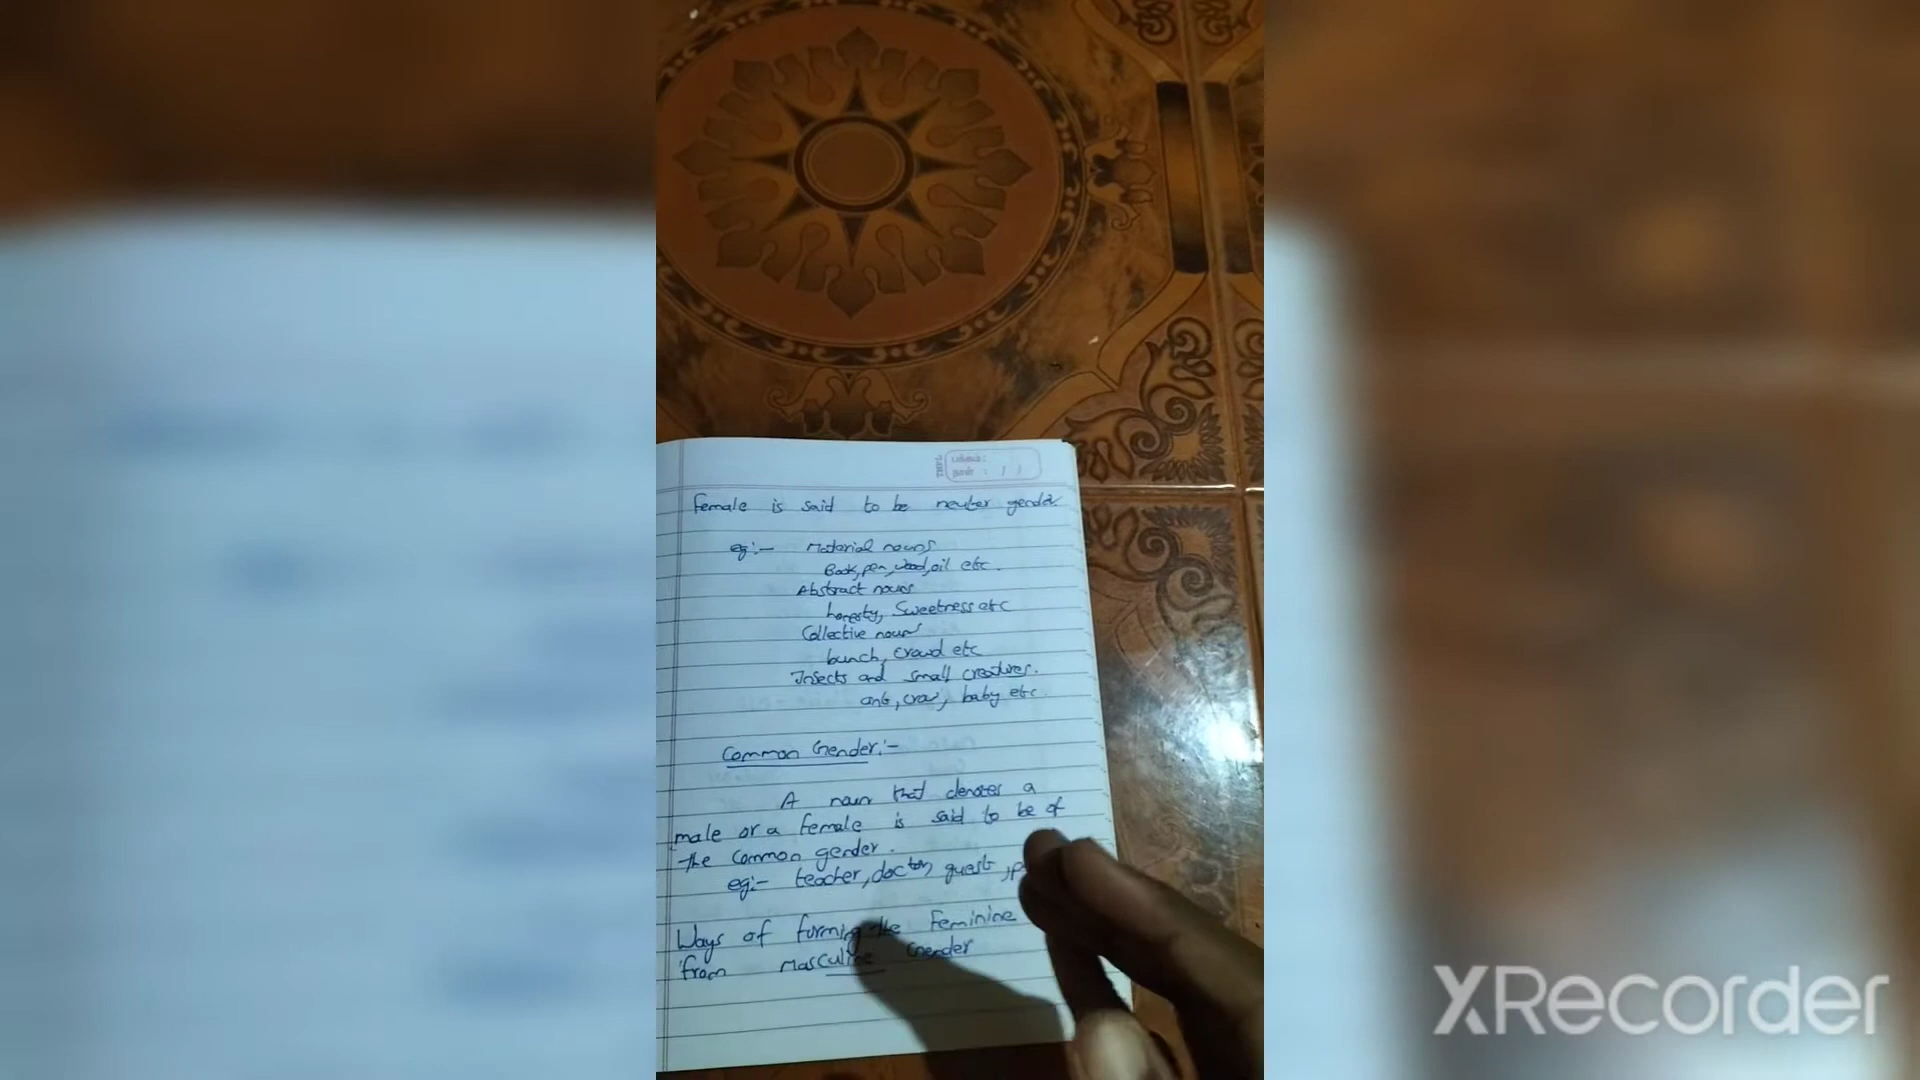 பக்கம்:
நாள் : / /
female is said to be neuter gender
eg:- Material nouns
Book, pen, wood, oil etc.
Abstract nouns
honesty, Sweetness etc
Collective nouns
bunch, crowd etc
Insects and small creatures.
ant, crow, baby etc.
Common Gender:-
A noun that denotes a
male or a female is said to be of
the common gender.
eg:- teacher, doctor, guest, p
Ways of forming the Feminine
from Masculine Gender
XRecorder